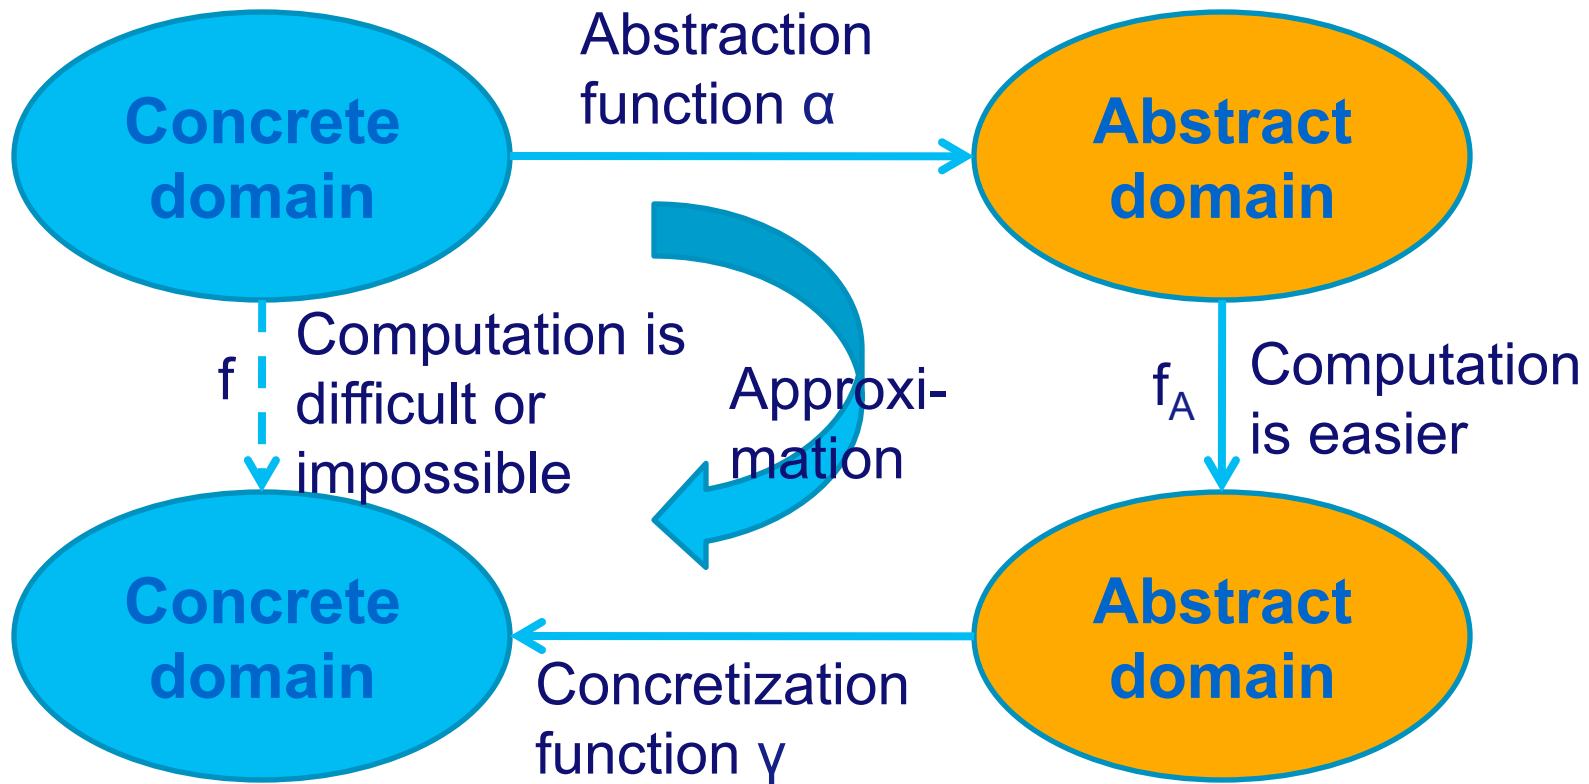 Concrete
domain
Abstraction
function α
Abstract
domain
f
Computation is
difficult or
impossible
Approxi-
mation
fA
Computation
is easier
Concrete
domain
Concretization
function γ
Abstract
domain